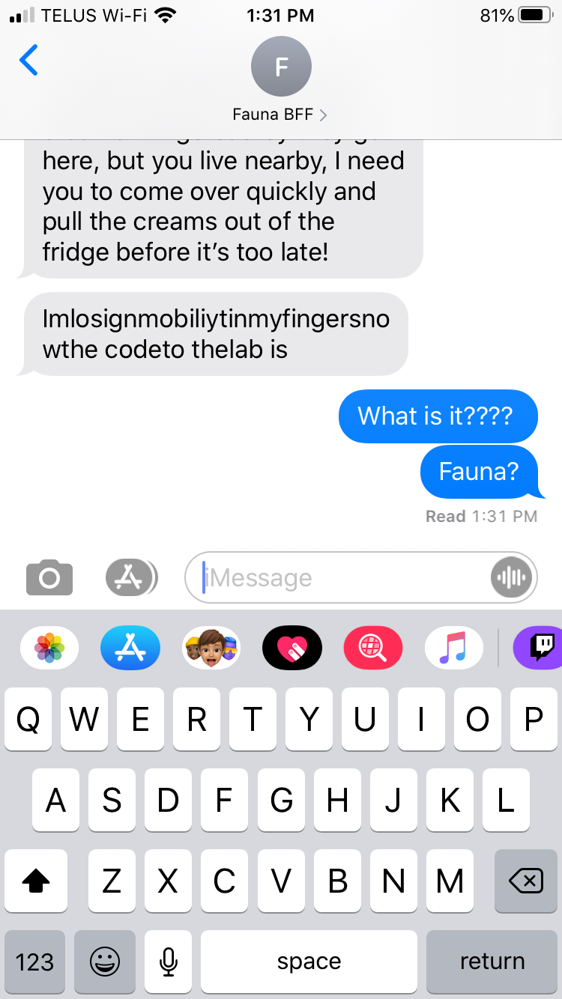 TELUS Wi-Fi 1:31 PM 81%
F
Fauna BFF
here, but you live nearby, I need
you to come over quickly and
pull the creams out of the
fridge before it's too late!
Imlosignmobiliytinmyfingersno
wthe codeto thelab is
What is it????
Fauna?
Read 1:31 PM
iMessage
Q W E R T Y U I O P
A S D F G H J K L
Z X C V B N M
123 space return